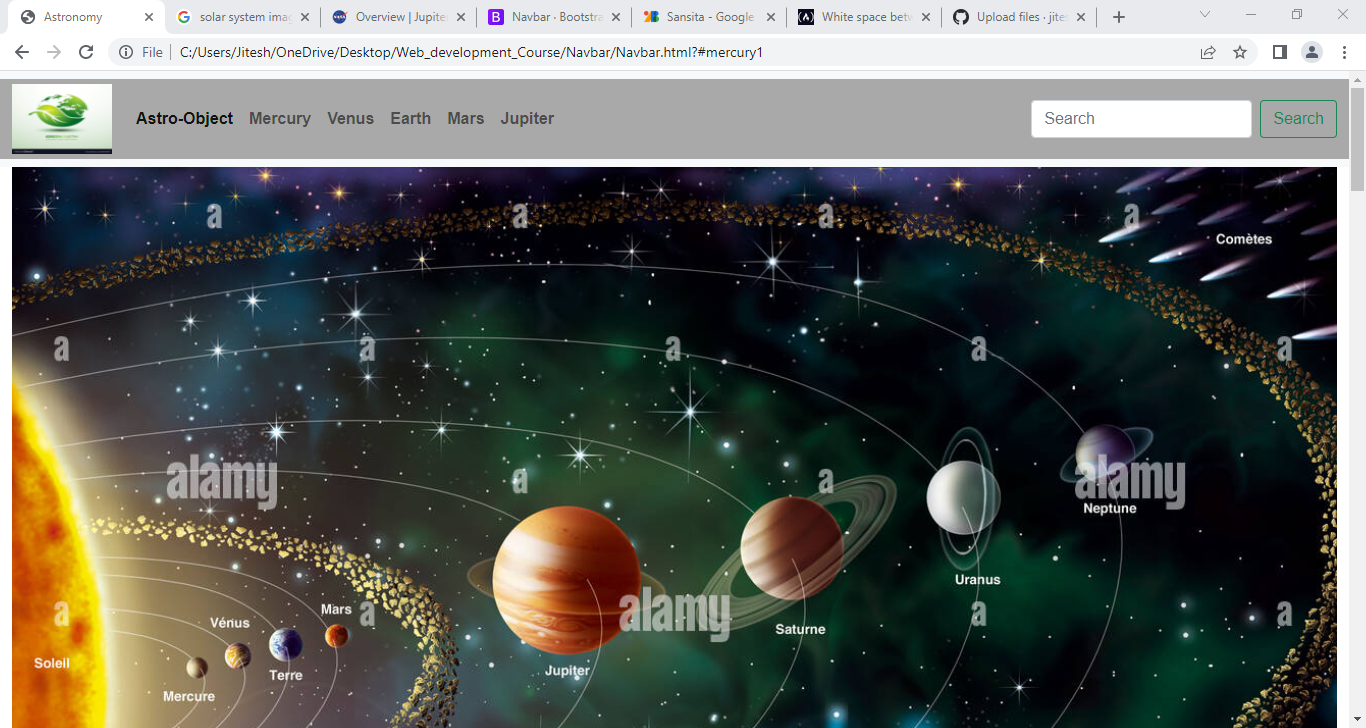 Astronomy
solar system imag
Overview | Jupite
Navbar · Bootstra
Sansita - Google
White space betw
Upload files · jites
File
C:/Users/Jitesh/OneDrive/Desktop/Web_development_Course/Navbar/Navbar.html?#mercury1
Astro-Object Mercury Venus Earth Mars Jupiter
Search
Search
a a a a
Comètes
a a a a a
alamy a a alamy
Neptune
Uranus
a a alamy a a
Mars
Vénus
Saturne
Soleil
Terre
Jupiter
Mercure